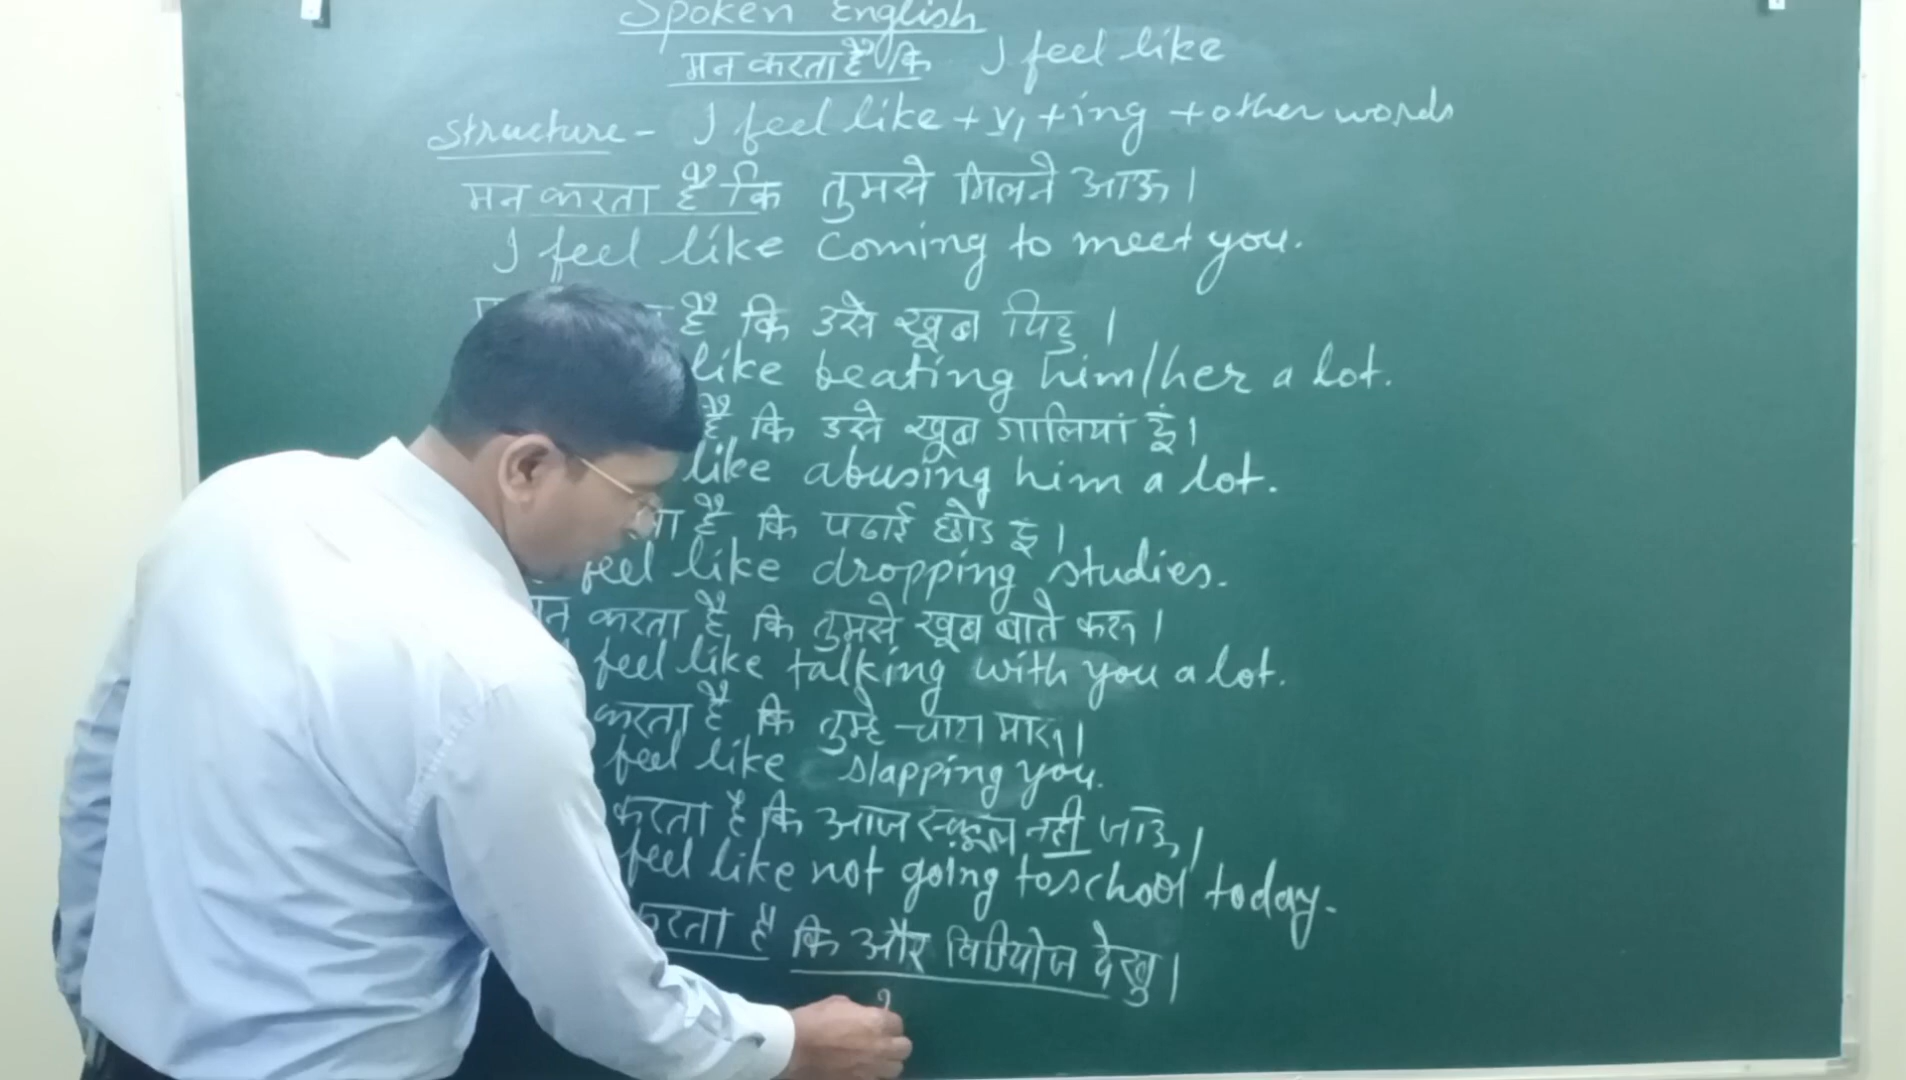 Spoken English
मन करता है कि I feel like
Structure - I feel like + V1 + ing + other words
मन करता है कि तुमसे मिलने आऊ।
I feel like coming to meet you.
है कि उसे खूब पिटु।
like beating him/her a lot.
है कि उसे खूब गालियां दूं।
like abusing him a lot.
है कि पढाई छोड दू।
feel like dropping studies.
करता है कि तुमसे खूब बाते करू।
feel like talking with you a lot.
करता है कि तुम्हे चाटा मारू।
feel like slapping you.
करता है कि आज स्कूल नही जाऊं।
feel like not going to school today.
करता है कि और विडियोज देखु।